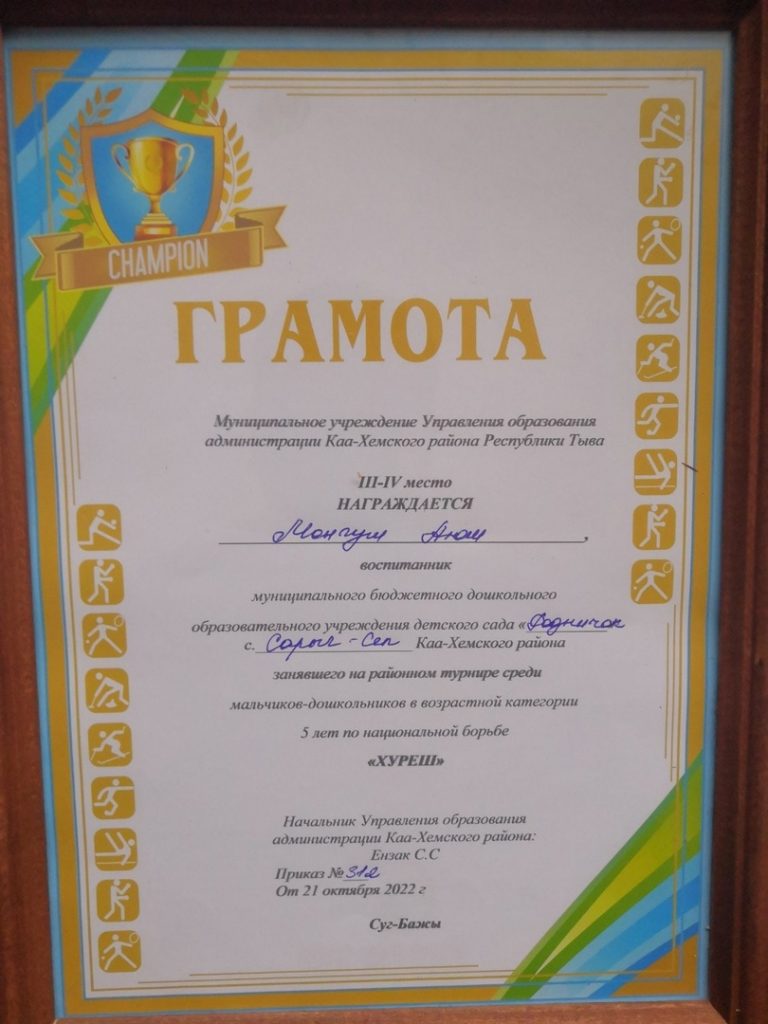 CHAMPION
ГРАМОТА
Муниципальное учреждение Управления образования
администрации Каа-Хемского района Республики Тыва
III-IV место
НАГРАЖДАЕТСЯ
Монгуш Аюш,
воспитанник
муниципального бюджетного дошкольного
образовательного учреждения детского сада «Родничок
с. Сарыг-Сеп Каа-Хемского района
занявшего на районном турнире среди
мальчиков-дошкольников в возрастной категории
5 лет по национальной борьбе
«ХУРЕШ»
Начальник Управления образования
администрации Каа-Хемского района:
Ензак С.С
Приказ №312
От 21 октября 2022 г
Суг-Бажы